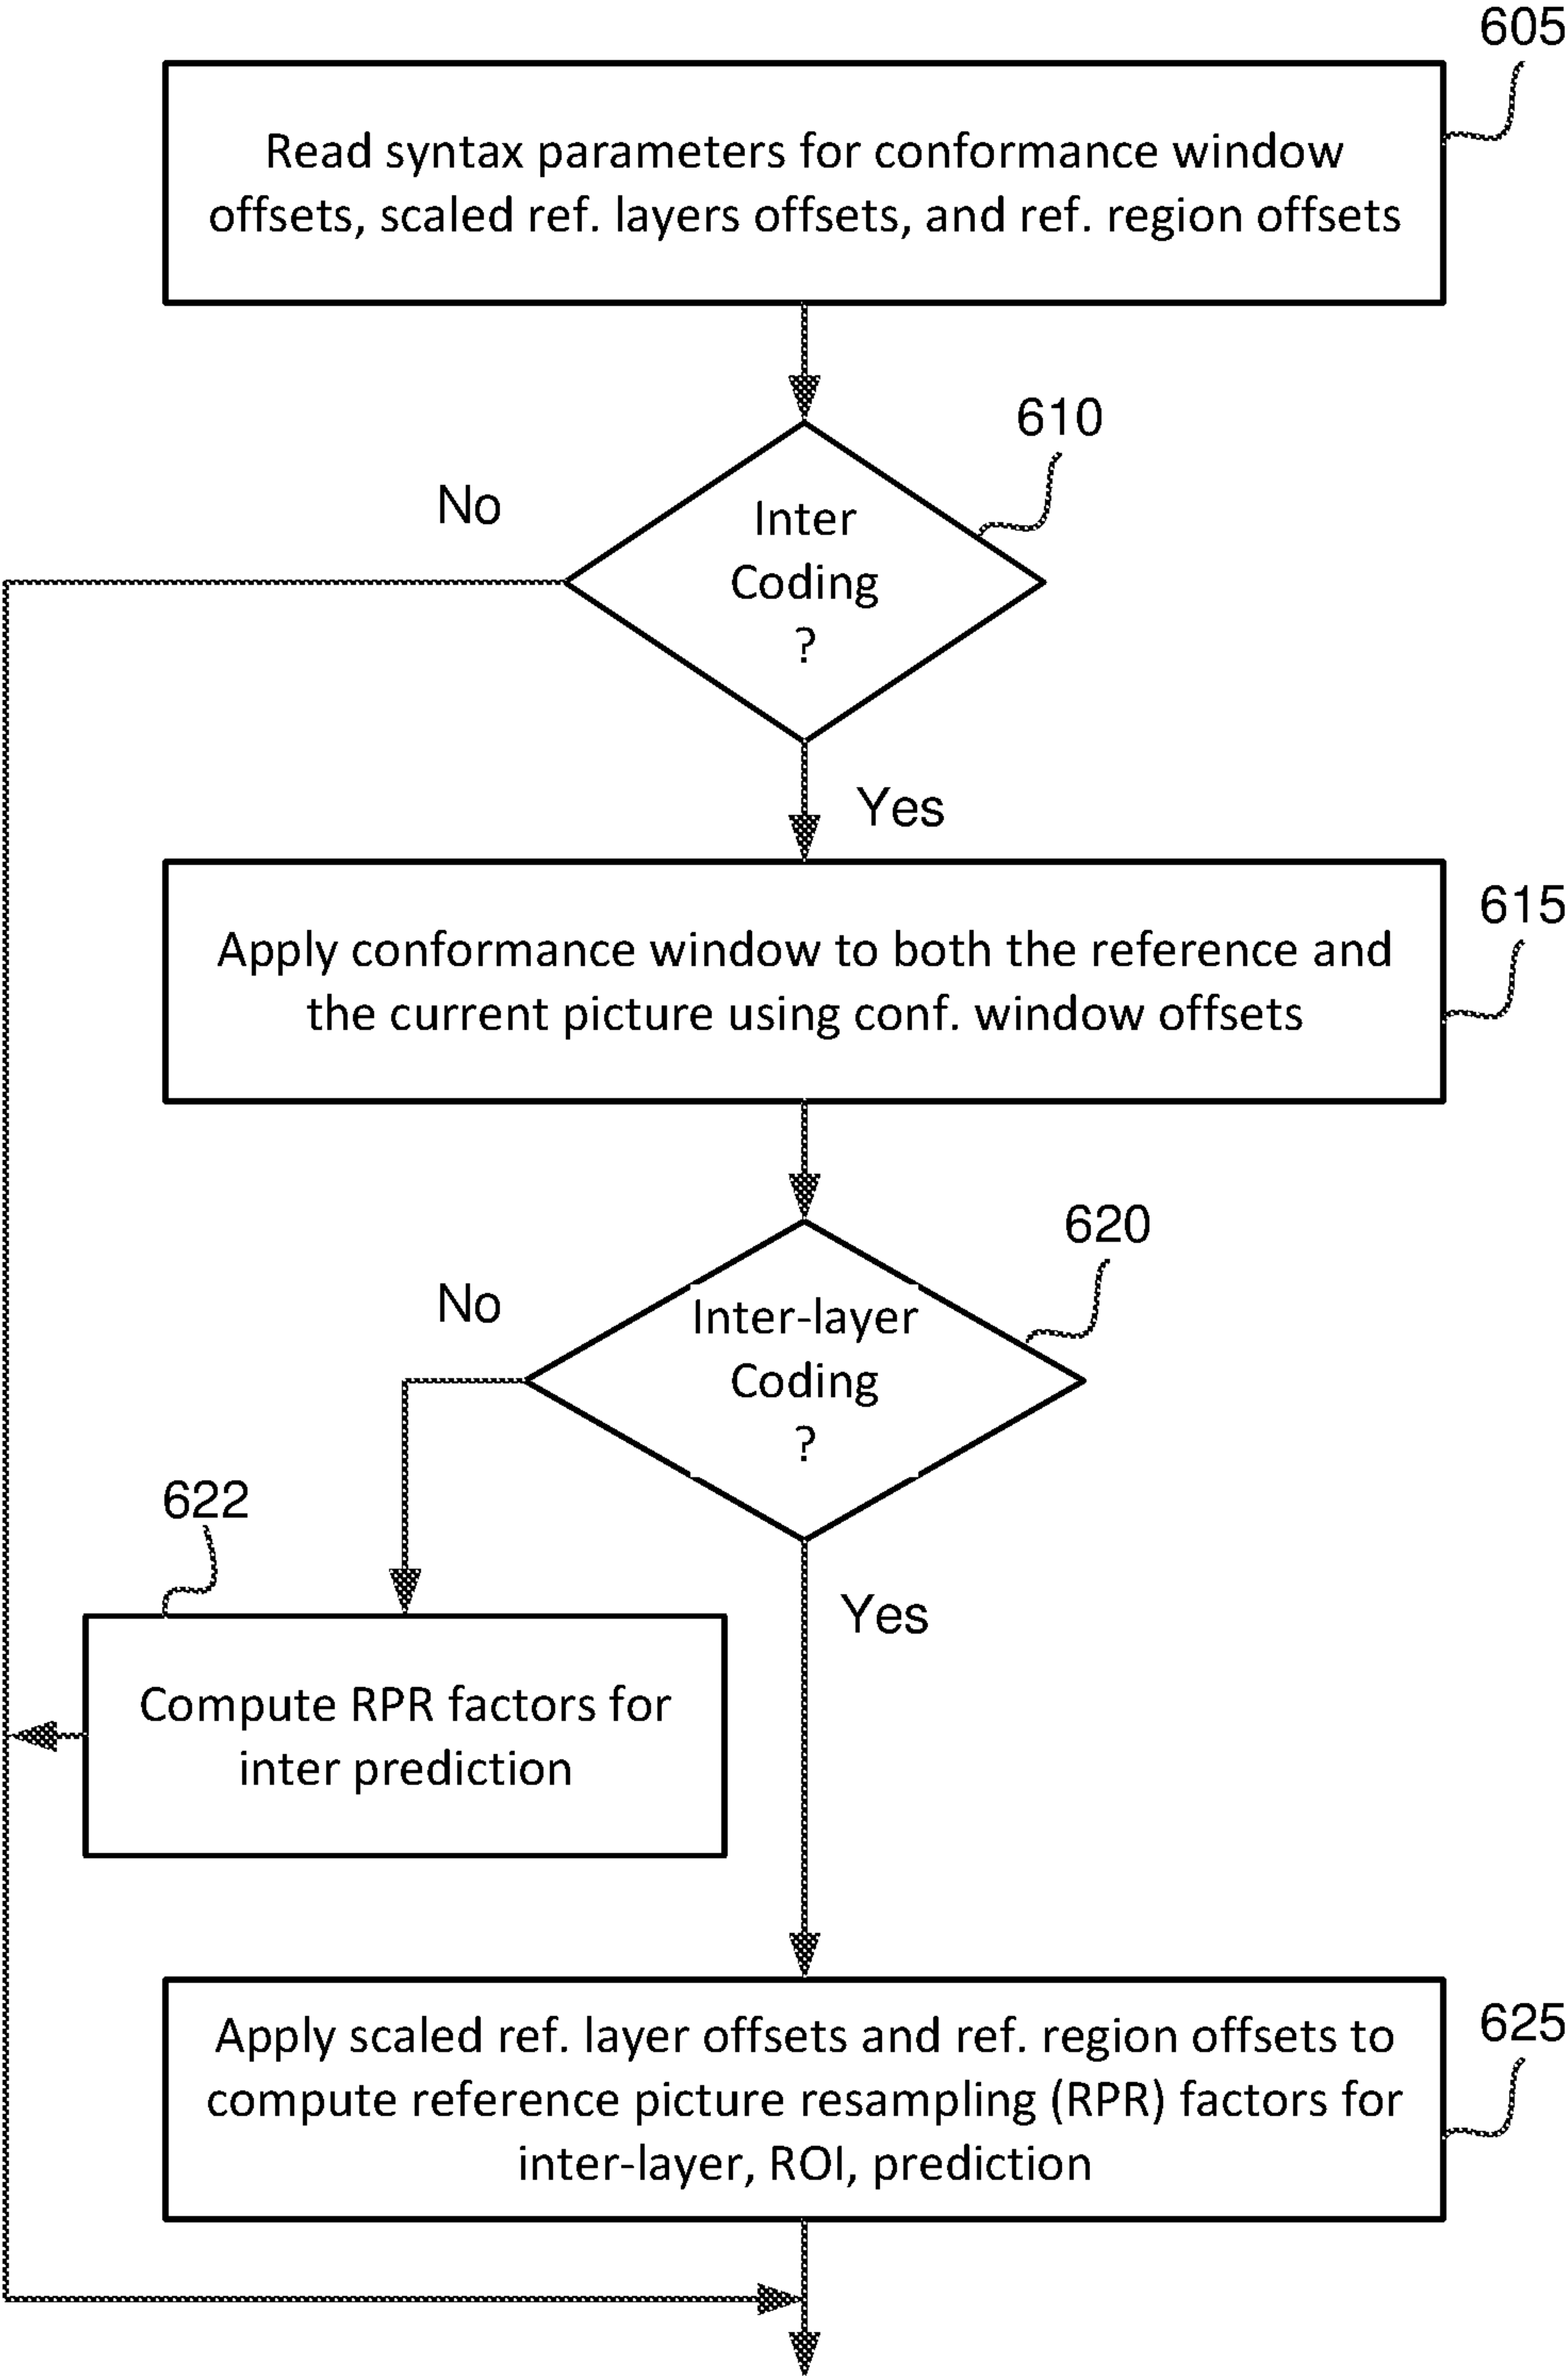 605
Read syntax parameters for conformance window
offsets, scaled ref. layers offsets, and ref. region offsets
610
No
Inter
Coding
?
Yes
615
Apply conformance window to both the reference and
the current picture using conf. window offsets
620
No
Inter-layer
Coding
?
622
Yes
Compute RPR factors for
inter prediction
625
Apply scaled ref. layer offsets and ref. region offsets to
compute reference picture resampling (RPR) factors for
inter-layer, ROI, prediction